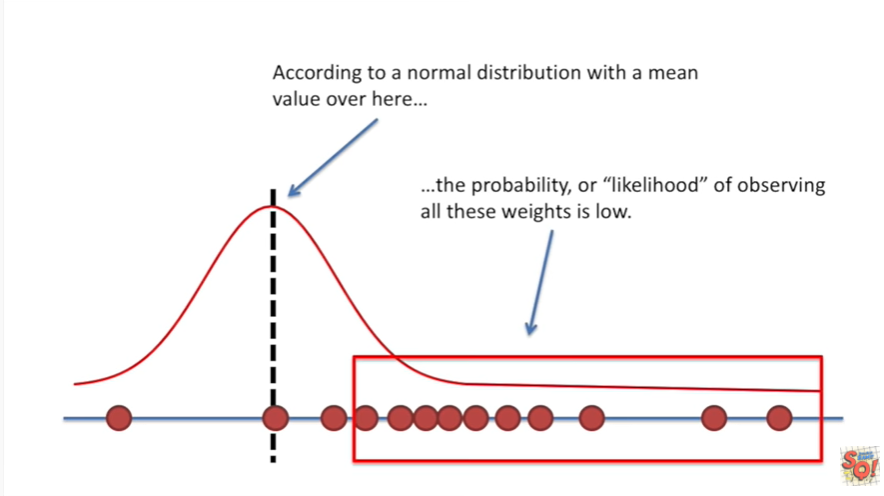 According to a normal distribution with a mean
value over here...
...the probability, or “likelihood” of observing
all these weights is low.
SO!